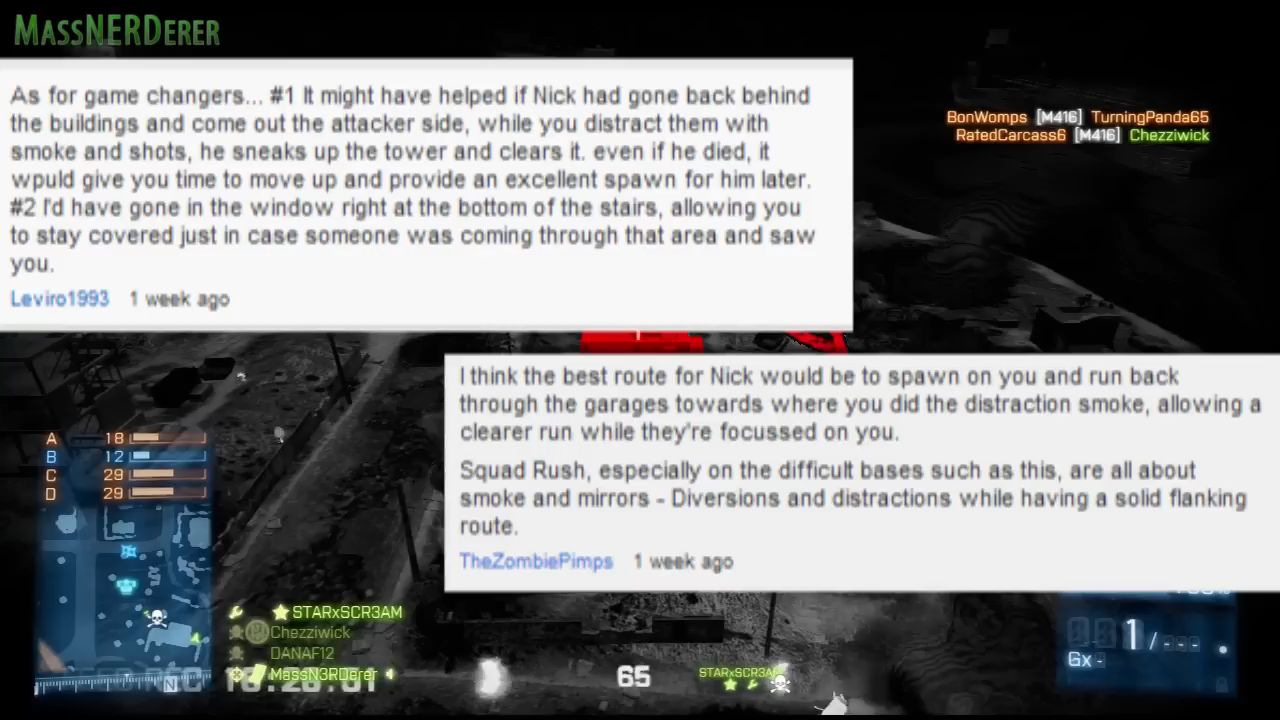 MASSNERDERER
As for game changers... #1 It might have helped if Nick had gone back behind
the buildings and come out the attacker side, while you distract them with
smoke and shots, he sneaks up the tower and clears it. even if he died, it
wpuld give you time to move up and provide an excellent spawn for him later.
#2 I'd have gone in the window right at the bottom of the stairs, allowing you
to stay covered just in case someone was coming through that area and saw
you.
Leviro1993 1 week ago
BonWomps [M416] TurningPanda65
RatedCarcass6 [M416] Chezziwick
I think the best route for Nick would be to spawn on you and run back
through the garages towards where you did the distraction smoke, allowing a
clearer run while they're focussed on you.
Squad Rush, especially on the difficult bases such as this, are all about
smoke and mirrors - Diversions and distractions while having a solid flanking
route.
TheZombiePimps 1 week ago
A 18
B 12
C 29
D 29
STARxSCR3AM
Chezziwick
DANAF12
MassN3RDerer
N
65
STARxSCR3AM
1 / ---
Gx -